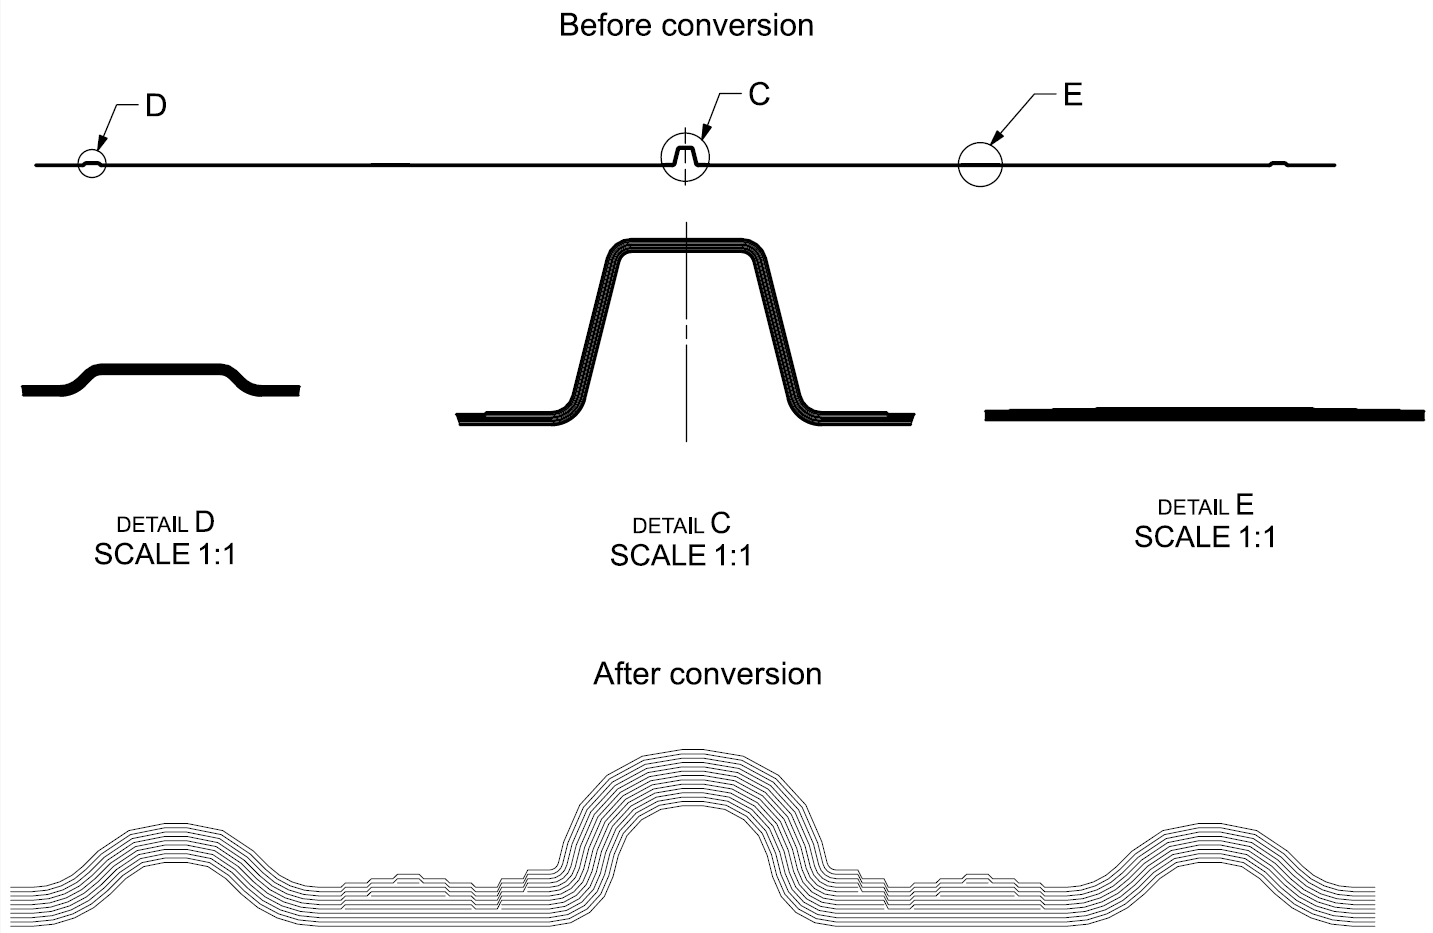 Before conversion
D
C
E
DETAIL D
SCALE 1:1
DETAIL C
SCALE 1:1
DETAIL E
SCALE 1:1
After conversion